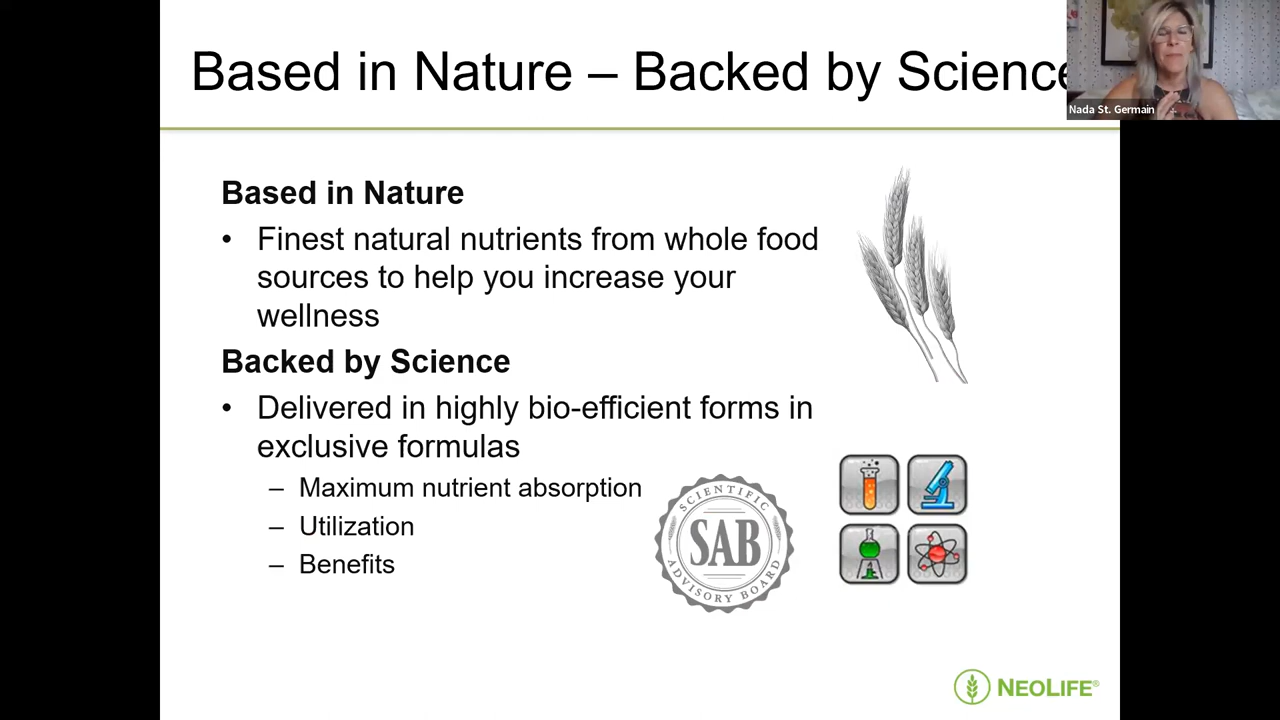 Based in Nature – Backed by Science
Nada St. Germain
Based in Nature
• Finest natural nutrients from whole food
sources to help you increase your
wellness
Backed by Science
• Delivered in highly bio-efficient forms in
exclusive formulas
– Maximum nutrient absorption
– Utilization
– Benefits
SCIENTIFIC
SAB
ADVISORY BOARD
NEOLIFE®